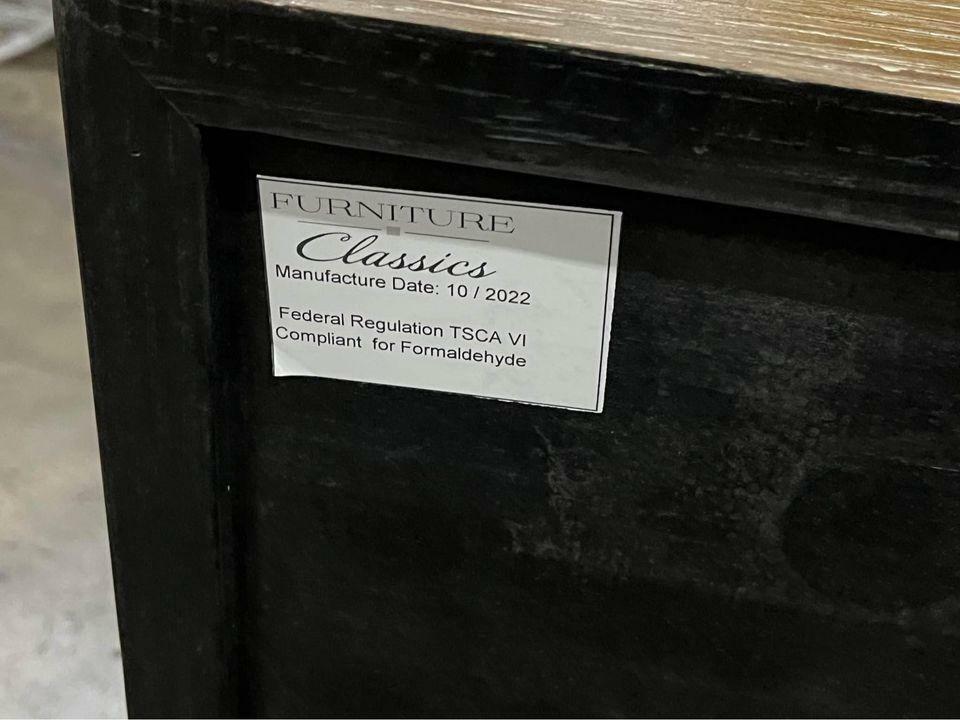 FURNITURE
Classics
Manufacture Date: 10 / 2022
Federal Regulation TSCA VI
Compliant for Formaldehyde